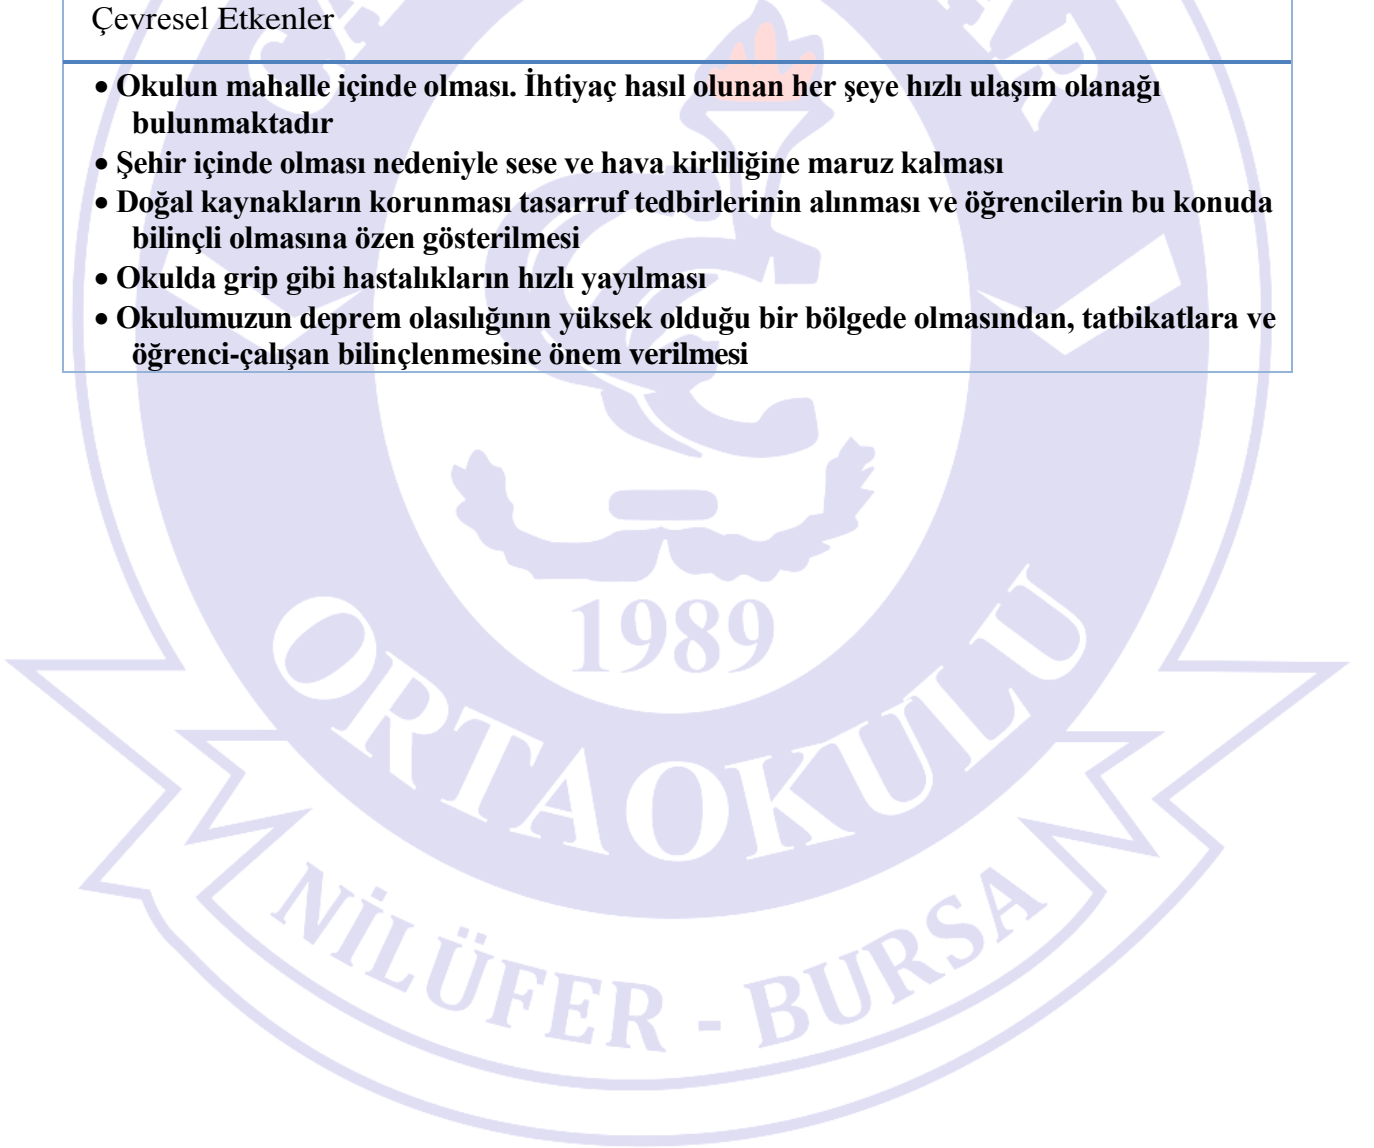 Çevresel Etkenler
• Okulun mahalle içinde olması. İhtiyaç hasıl olunan her şeye hızlı ulaşım olanağı
bulunmaktadır
• Şehir içinde olması nedeniyle sese ve hava kirliliğine maruz kalması
• Doğal kaynakların korunması tasarruf tedbirlerinin alınması ve öğrencilerin bu konuda
bilinçli olmasına özen gösterilmesi
• Okulda grip gibi hastalıkların hızlı yayılması
• Okulumuzun deprem olasılığının yüksek olduğu bir bölgede olmasından, tatbikatlara ve
öğrenci-çalışan bilinçlenmesine önem verilmesi
1989
ORTAOKULU
NİLÜFER - BURSA